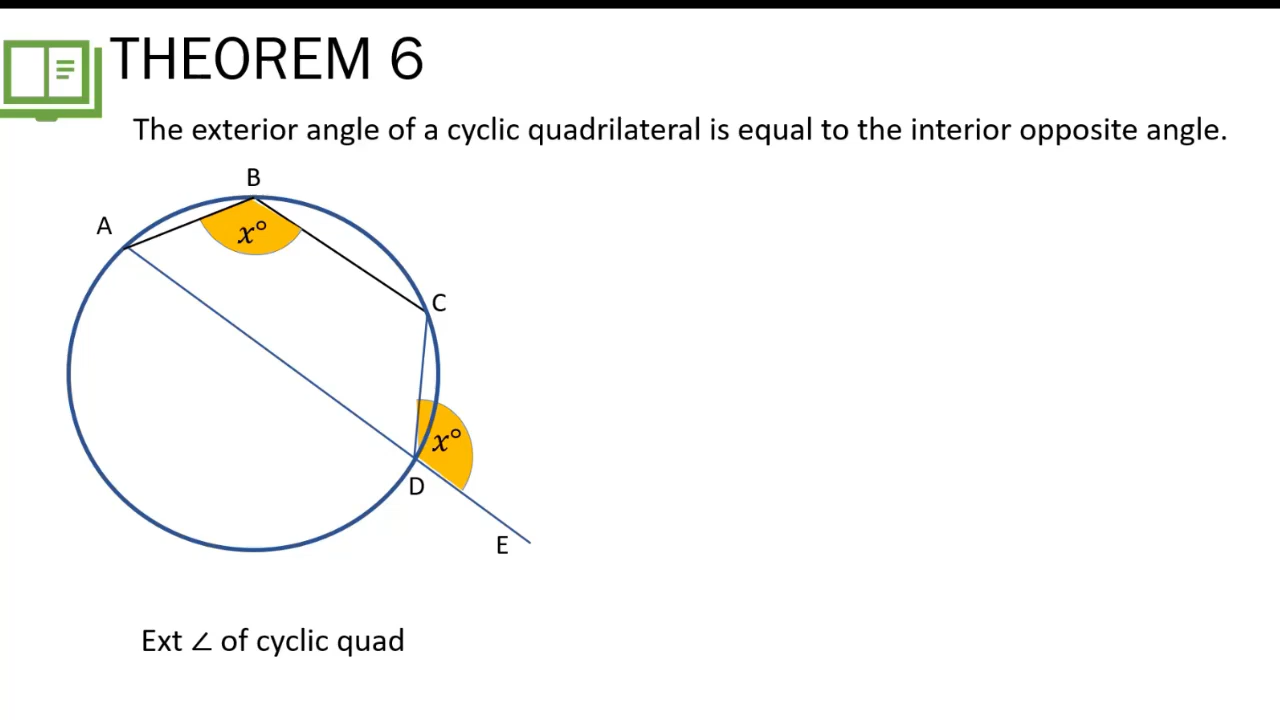 THEOREM 6
The exterior angle of a cyclic quadrilateral is equal to the interior opposite angle.
B
A
x°
C
x°
D
E
Ext ∠ of cyclic quad